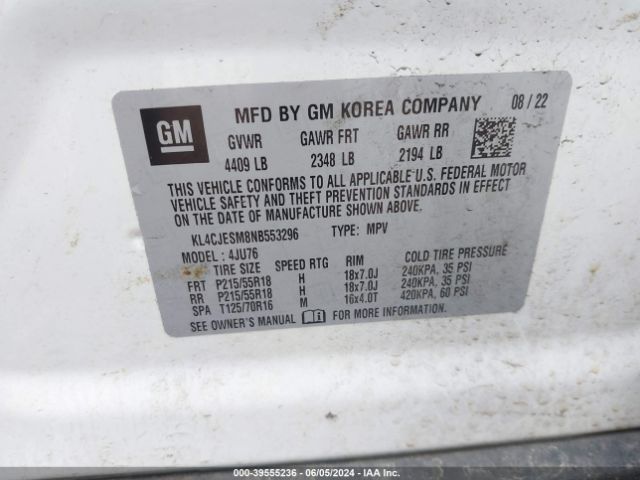 GM
MFD BY GM KOREA COMPANY 08/22
GVWR GAWR FRT GAWR RR
4409 LB 2348 LB 2194 LB
THIS VEHICLE CONFORMS TO ALL APPLICABLE U.S. FEDERAL MOTOR
VEHICLE SAFETY AND THEFT PREVENTION STANDARDS IN EFFECT
ON THE DATE OF MANUFACTURE SHOWN ABOVE.
KL4CJESM8NB553296 TYPE: MPV
MODEL: 4JU76
TIRE SIZE SPEED RTG RIM COLD TIRE PRESSURE
FRT P215/55R18 H 18x7.0J 240KPA, 35 PSI
RR P215/55R18 H 18x7.0J 240KPA, 35 PSI
SPA T125/70R16 M 16x4.0T 420KPA, 60 PSI
SEE OWNER'S MANUAL FOR MORE INFORMATION.
000-39555236 - 06/05/2024 - IAA Inc.